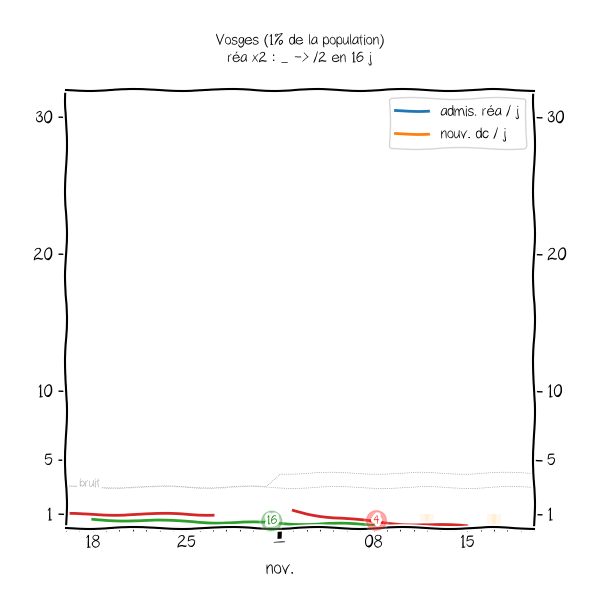 Vosges (1% de la population)
réa x2 : _ -> /2 en 16 j
admis. réa / j
nouv. dc / j
30
30
20
20
10
10
5
5
bruit
1
16
4
1
18
25
1
08
15
nov.